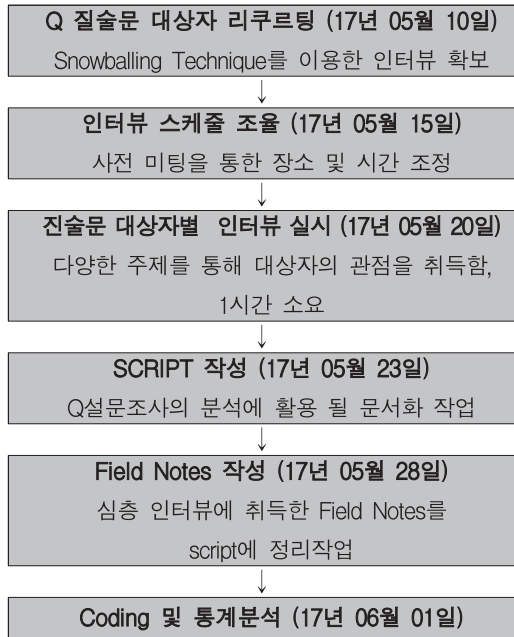 Q 질술문 대상자 리쿠르팅 (17년 05월 10일)
Snowballing Technique를 이용한 인터뷰 확보
인터뷰 스케줄 조율 (17년 05월 15일)
사전 미팅을 통한 장소 및 시간 조정
진술문 대상자별 인터뷰 실시 (17년 05월 20일)
다양한 주제를 통해 대상자의 관점을 취득함,
1시간 소요
SCRIPT 작성 (17년 05월 23일)
Q설문조사의 분석에 활용 될 문서화 작업
Field Notes 작성 (17년 05월 28일)
심층 인터뷰에 취득한 Field Notes를
script에 정리작업
Coding 및 통계분석 (17년 06월 01일)